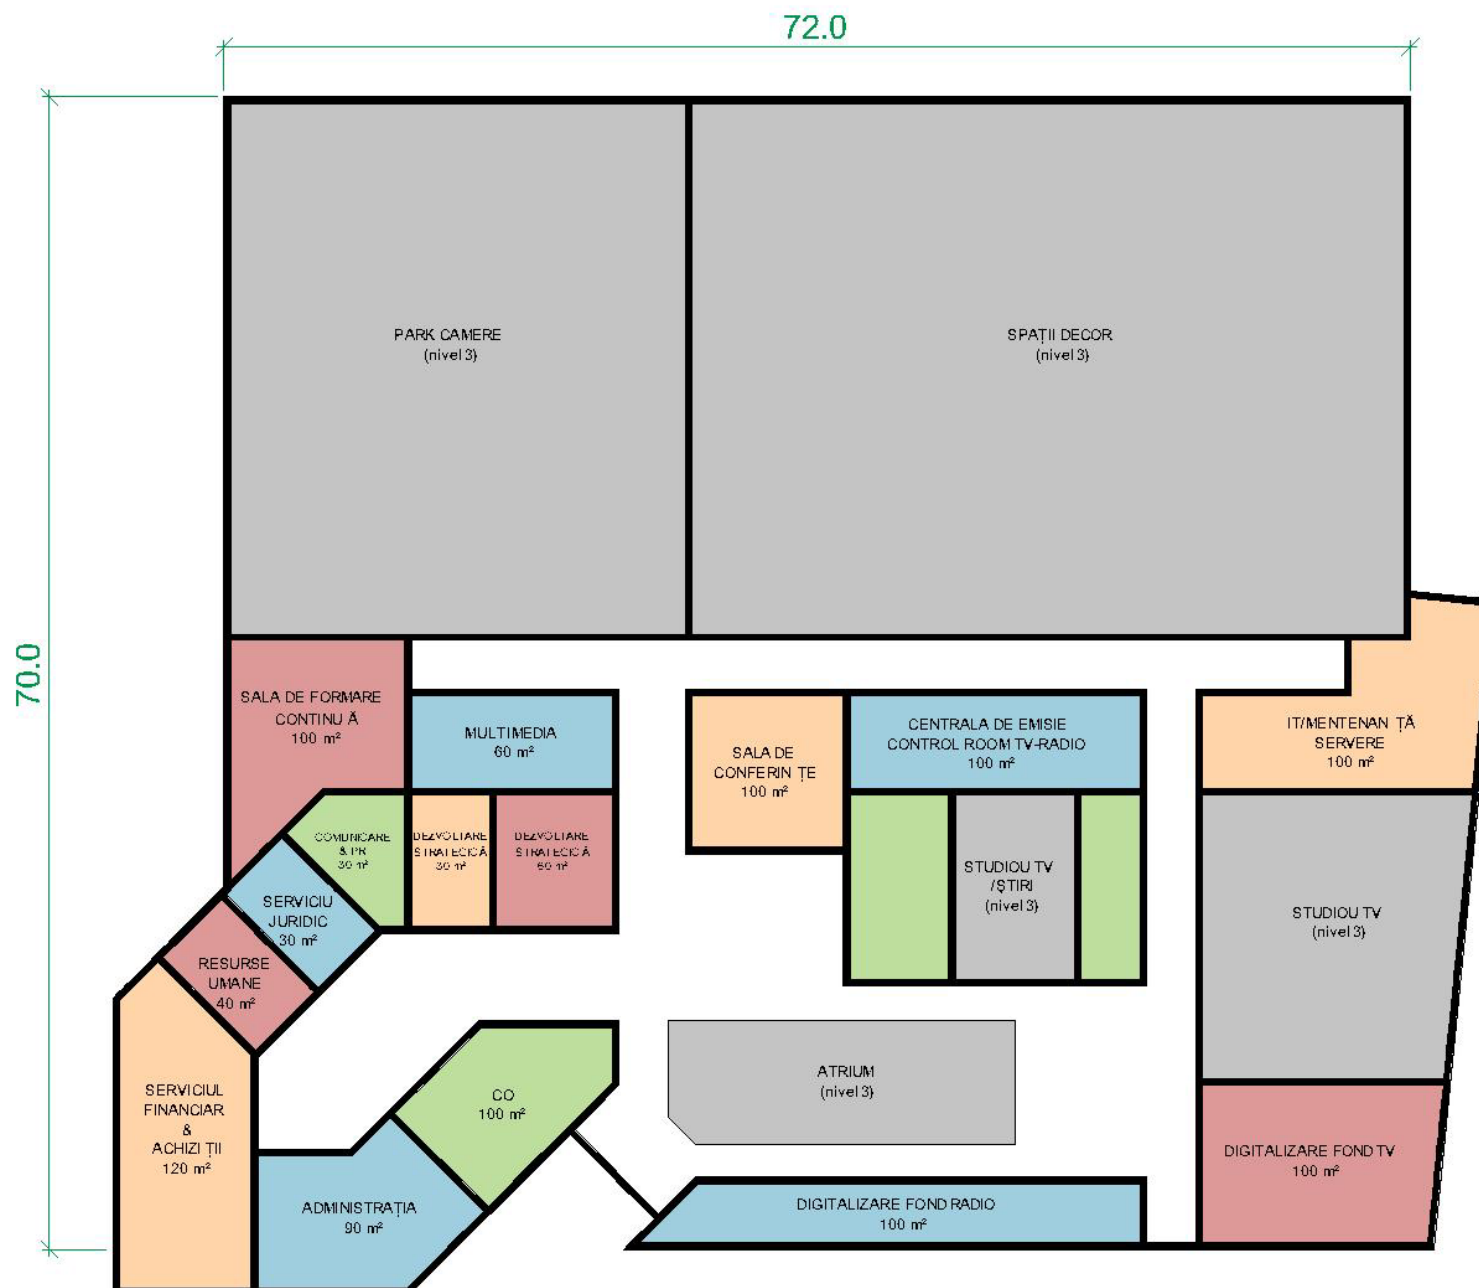 72.0
70.0
PARK CAMERE
(nivel 3)
SPAȚII DECOR
(nivel 3)
SALA DE FORMARE
CONTINU Ă
100 m²
MULTIMEDIA
60 m²
SALA DE
CONFERIN ȚE
100 m²
CENTRALA DE EMISIE
CONTROL ROOM TV-RADIO
100 m²
IT/MENTENAN ȚĂ
SERVERE
100 m²
COMUNICARE
& PR
30 m²
DEZVOLTARE
STRATEGICĂ
30 m²
DEZVOLTARE
STRATEGICĂ
60 m²
STUDIOU TV
/ȘTIRI
(nivel 3)
STUDIOU TV
(nivel 3)
SERVICIU
JURIDIC
30 m²
RESURSE
UMANE
40 m²
SERVICIUL
FINANCIAR
&
ACHIZI ȚII
120 m²
CO
100 m²
ATRIUM
(nivel 3)
ADMINISTRAȚIA
90 m²
DIGITALIZARE FOND RADIO
100 m²
DIGITALIZARE FOND TV
100 m²